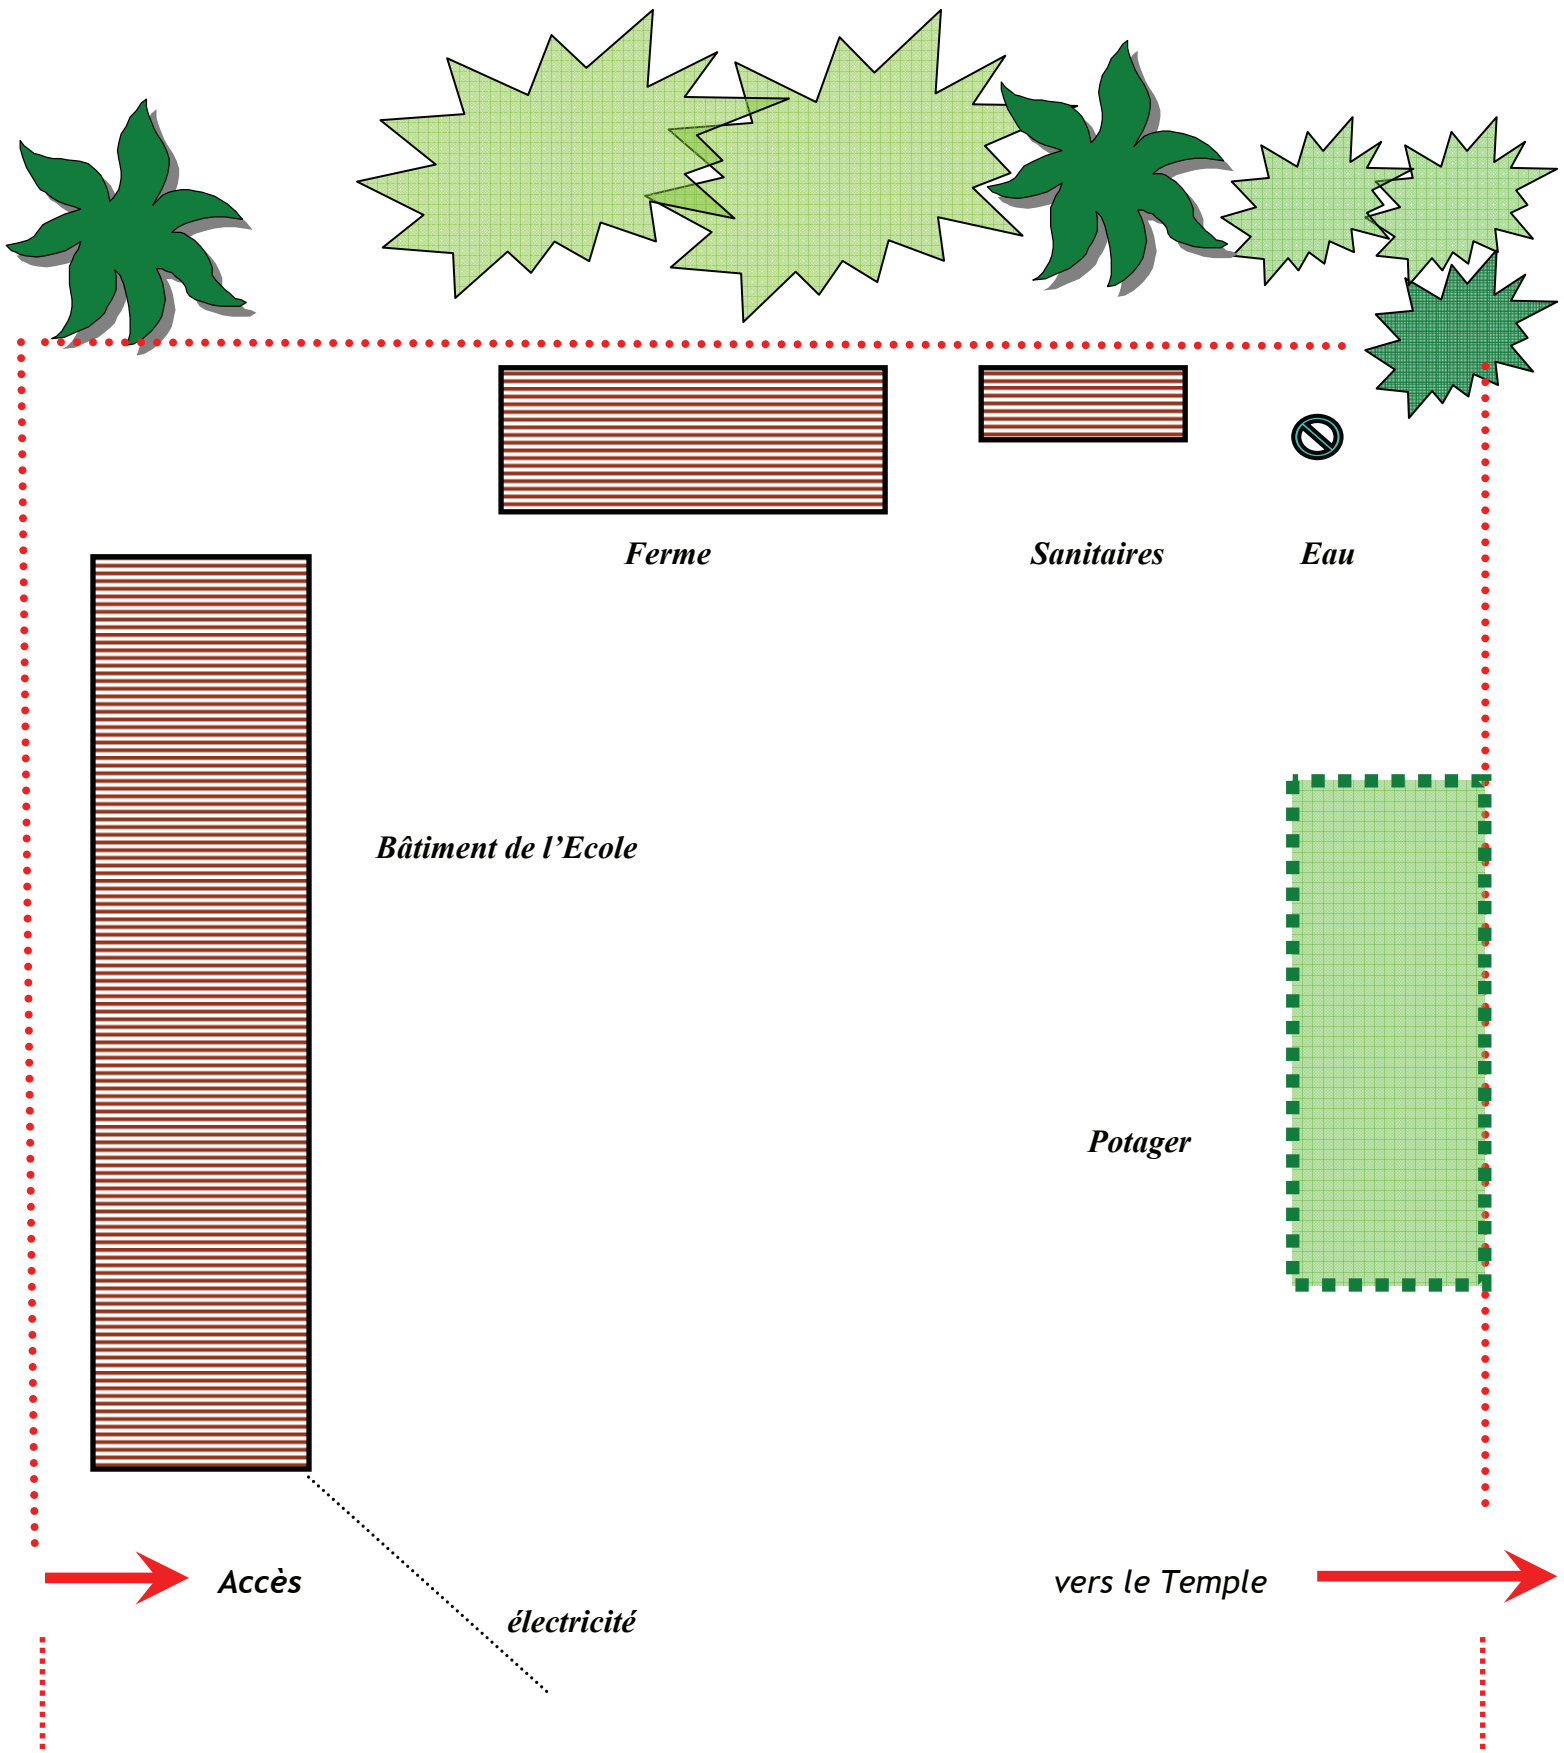 Ferme
Sanitaires
Eau
Bâtiment de l’Ecole
Potager
Accès
vers le Temple
électricité